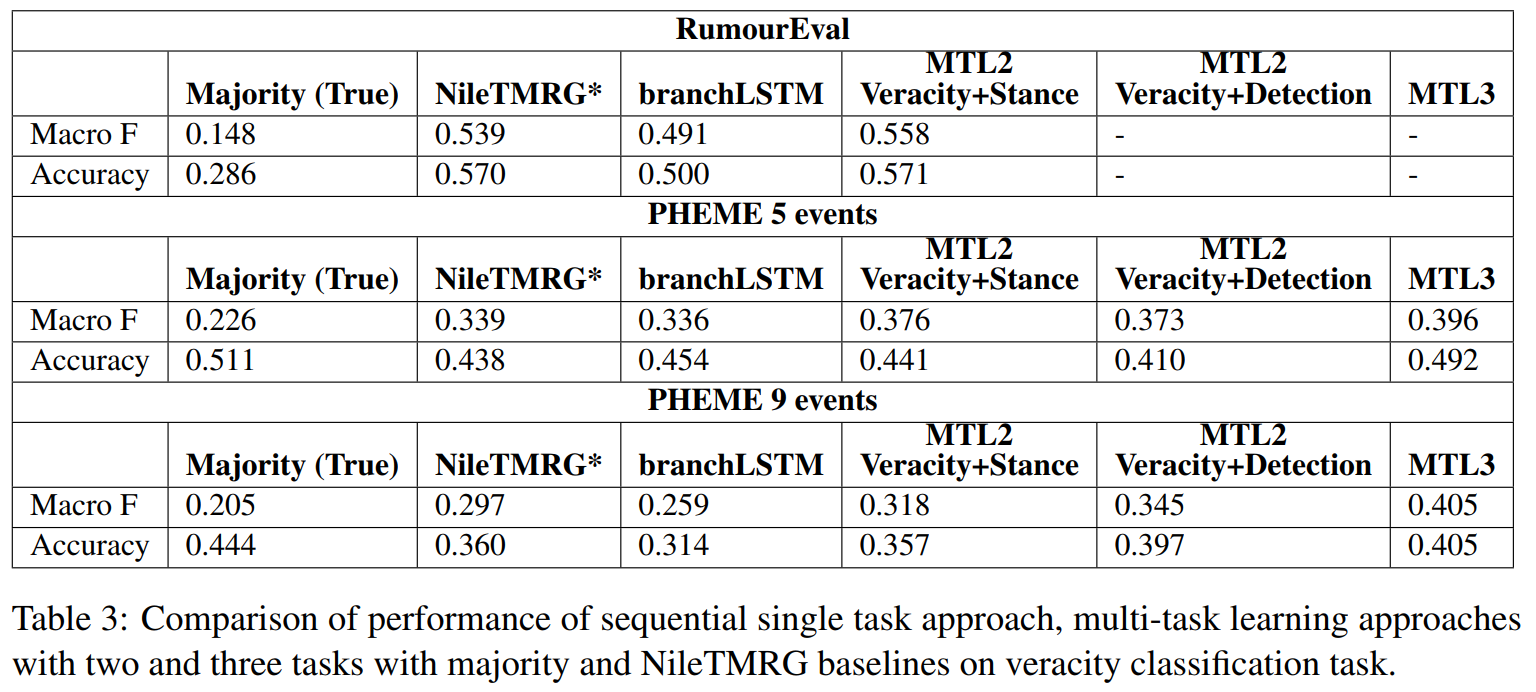 RumourEval
Majority (True) NileTMRG* branchLSTM MTL2 Veracity+Stance MTL2 Veracity+Detection MTL3
Macro F 0.148 0.539 0.491 0.558 - -
Accuracy 0.286 0.570 0.500 0.571 - -
PHEME 5 events
Majority (True) NileTMRG* branchLSTM MTL2 Veracity+Stance MTL2 Veracity+Detection MTL3
Macro F 0.226 0.339 0.336 0.376 0.373 0.396
Accuracy 0.511 0.438 0.454 0.441 0.410 0.492
PHEME 9 events
Majority (True) NileTMRG* branchLSTM MTL2 Veracity+Stance MTL2 Veracity+Detection MTL3
Macro F 0.205 0.297 0.259 0.318 0.345 0.405
Accuracy 0.444 0.360 0.314 0.357 0.397 0.405
Table 3: Comparison of performance of sequential single task approach, multi-task learning approaches
with two and three tasks with majority and NileTMRG baselines on veracity classification task.